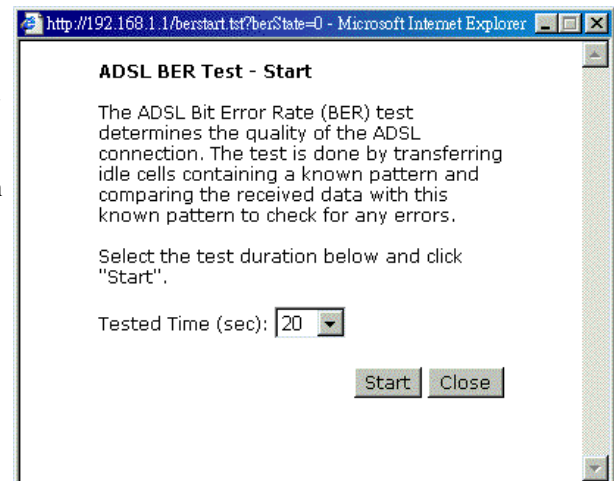 http://192.168.1.1/berstart.tst?berState=0 - Microsoft Internet Explorer
ADSL BER Test - Start
The ADSL Bit Error Rate (BER) test
determines the quality of the ADSL
connection. The test is done by transferring
idle cells containing a known pattern and
comparing the received data with this
known pattern to check for any errors.
Select the test duration below and click
"Start".
Tested Time (sec): 20
Start Close